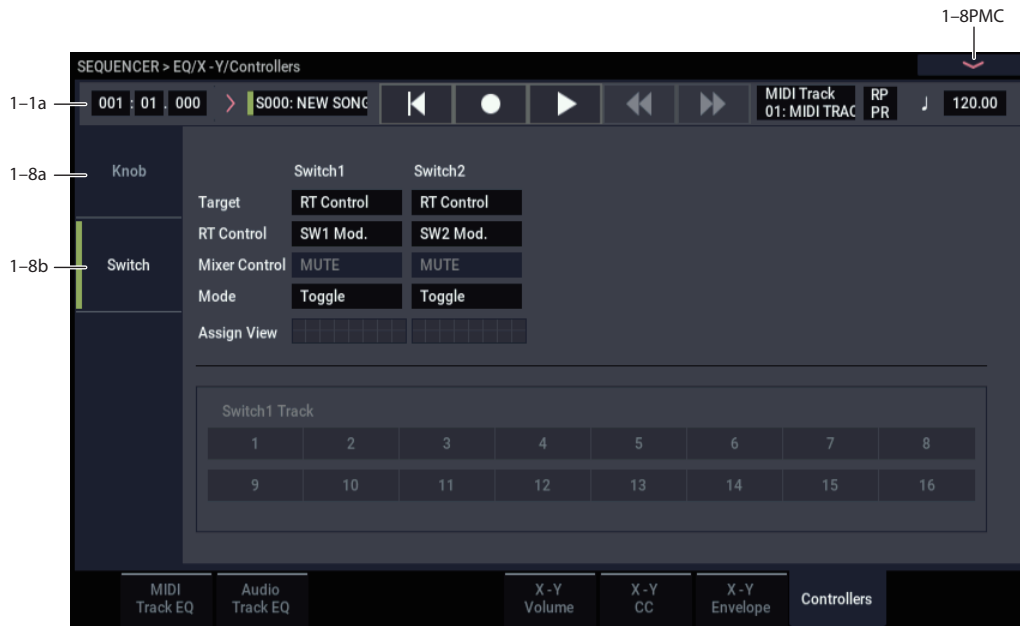 1–8PMC
SEQUENCER > EQ/X -Y/Controllers
1–1a
001 : 01 . 000
S000: NEW SONG
MIDI Track
01: MIDI TRAC
RP
PR
120.00
1–8a
Knob
Switch1 Switch2
Target RT Control RT Control
RT Control SW1 Mod. SW2 Mod.
1–8b
Switch
Mixer Control MUTE MUTE
Mode Toggle Toggle
Assign View
Switch1 Track
1 2 3 4 5 6 7 8
9 10 11 12 13 14 15 16
MIDI
Track EQ
Audio
Track EQ
X -Y
Volume
X -Y
CC
X -Y
Envelope
Controllers